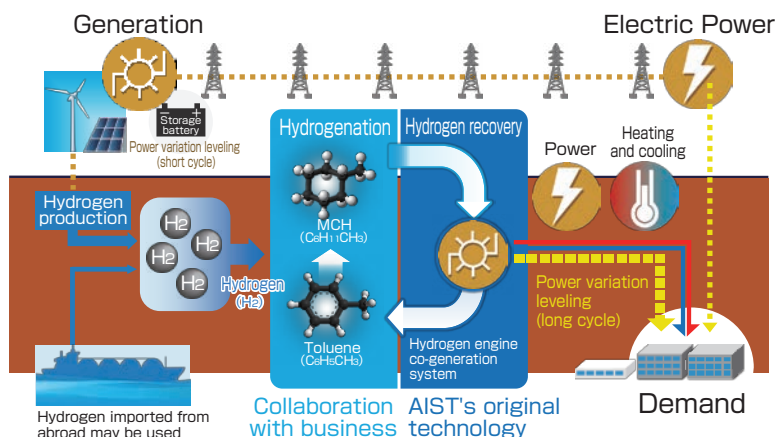 Generation
Electric Power
Storage
battery
Power variation leveling
(short cycle)
Hydrogenation
Hydrogen recovery
Power
Heating
and cooling
Hydrogen
production
H2
H2
H2
H2
H2
Hydrogen
(H2)
MCH
(C6H11CH3)
Toluene
(C6H5CH3)
Power variation
leveling
(long cycle)
Hydrogen engine
co-generation
system
Hydrogen imported from
abroad may be used
Collaboration
with business
AIST's original
technology
Demand